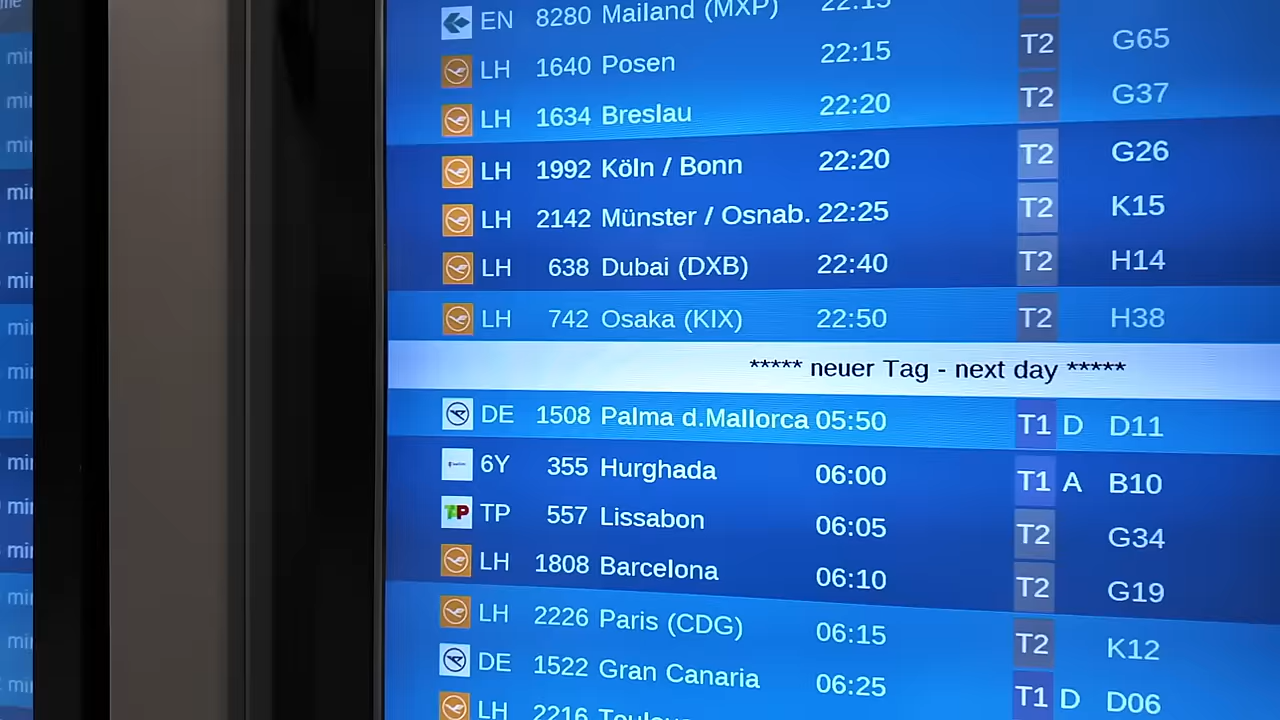 EN 8280 Mailand (MXP) 22:15
LH 1640 Posen 22:15 T2 G65
LH 1634 Breslau 22:20 T2 G37
LH 1992 Köln / Bonn 22:20 T2 G26
LH 2142 Münster / Osnab. 22:25 T2 K15
LH 638 Dubai (DXB) 22:40 T2 H14
LH 742 Osaka (KIX) 22:50 T2 H38
***** neuer Tag - next day *****
DE 1508 Palma d.Mallorca 05:50 T1 D D11
6Y 355 Hurghada 06:00 T1 A B10
TAP TP 557 Lissabon 06:05 T2 G34
LH 1808 Barcelona 06:10 T2 G19
LH 2226 Paris (CDG) 06:15 T2 K12
DE 1522 Gran Canaria 06:25 T1 D D06
LH 2216